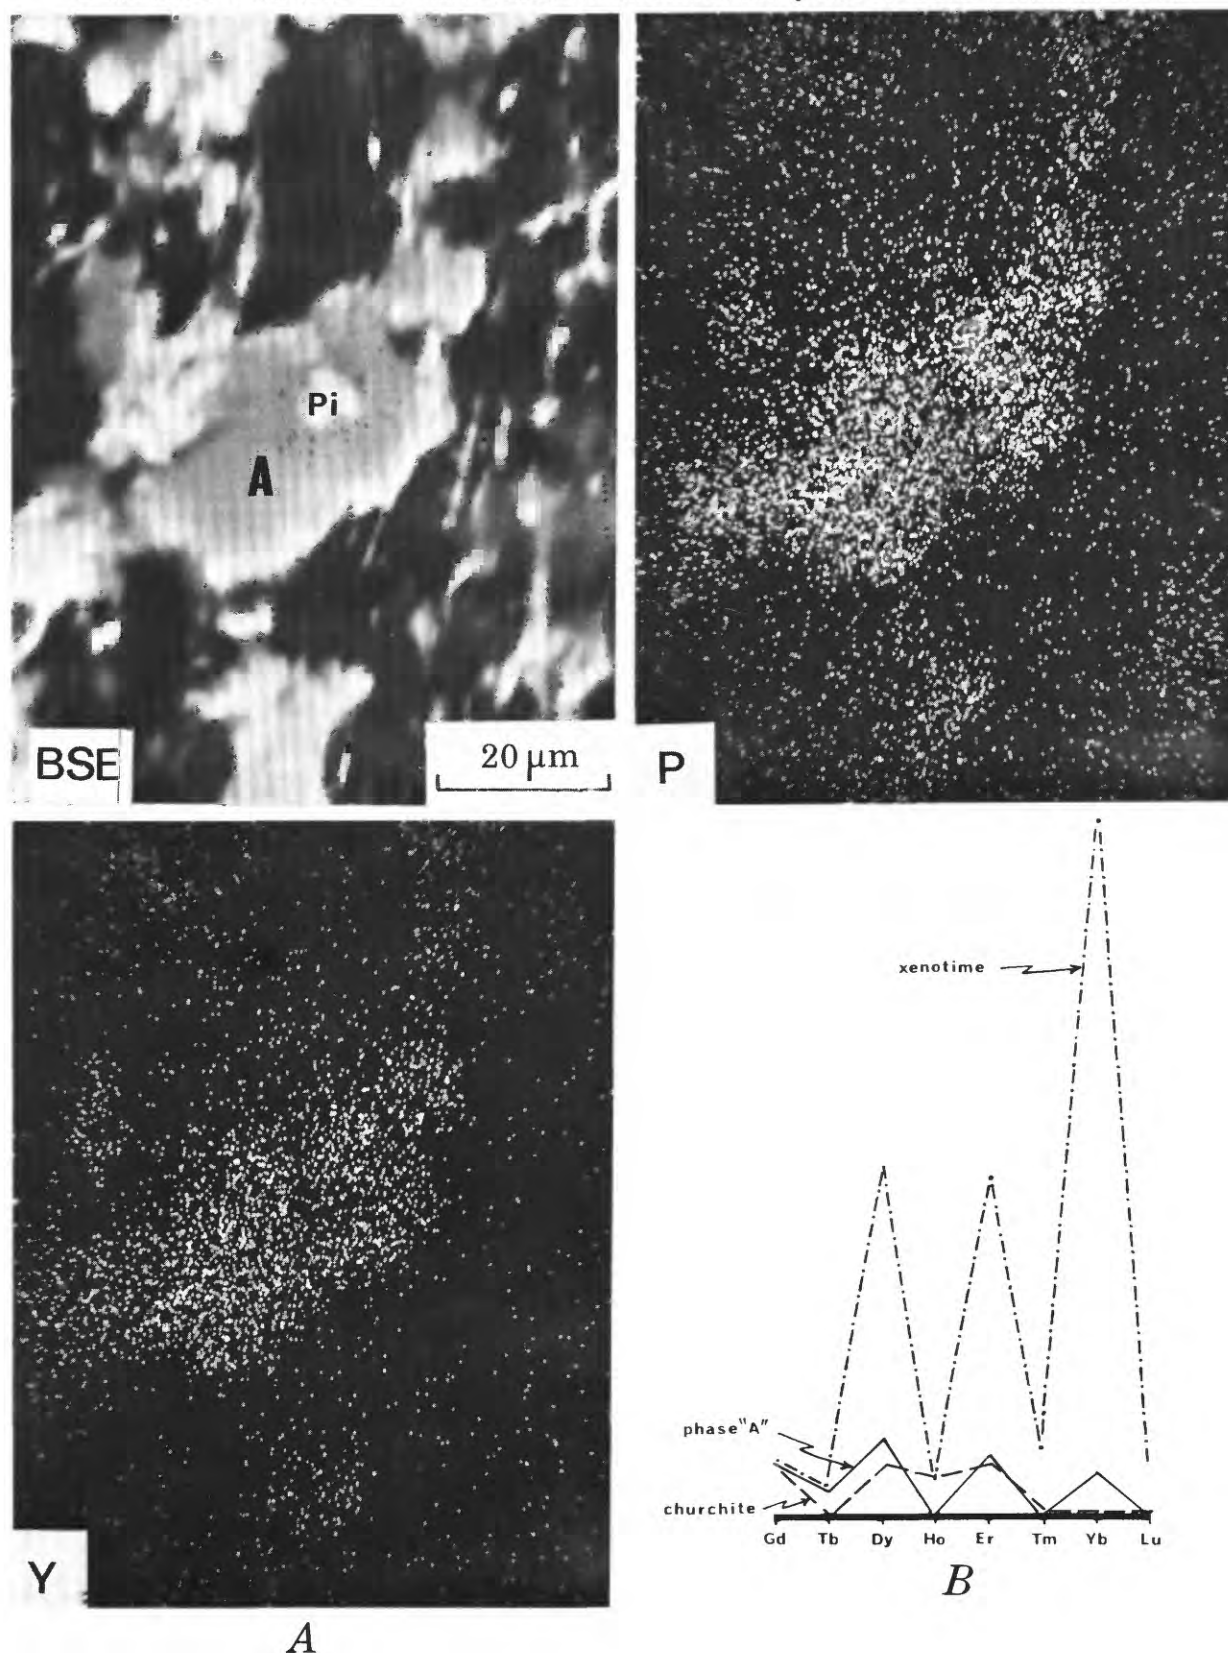 Pi
A
BSE
20 µm
P
Y
A
xenotime
phase "A"
churchite
Gd Tb Dy Ho Er Tm Yb Lu
B